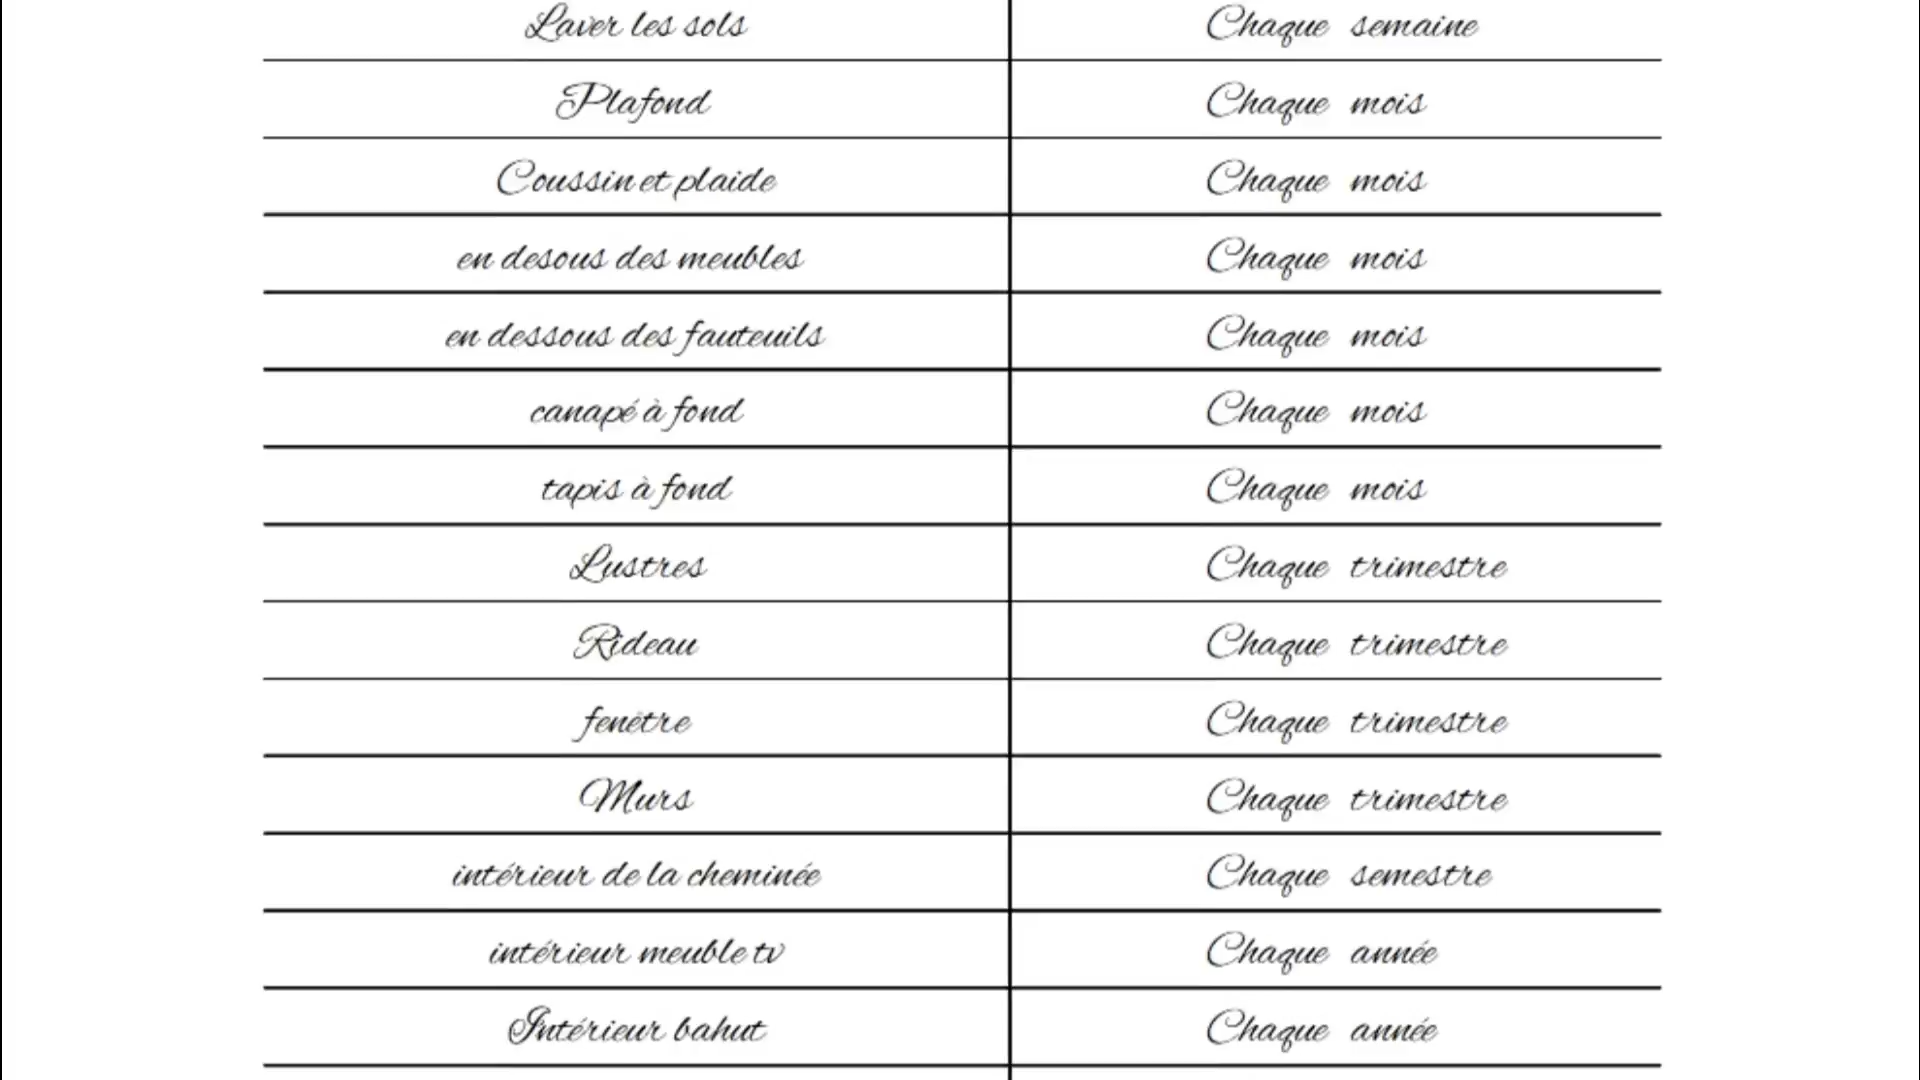 Laver les sols Chaque semaine
Plafond Chaque mois
Coussin et plaide Chaque mois
en desous des meubles Chaque mois
en dessous des fauteuils Chaque mois
canapé à fond Chaque mois
tapis à fond Chaque mois
Lustres Chaque trimestre
Rideau Chaque trimestre
fenêtre Chaque trimestre
Murs Chaque trimestre
intérieur de la cheminée Chaque semestre
intérieur meuble tv Chaque année
Intérieur bahut Chaque année